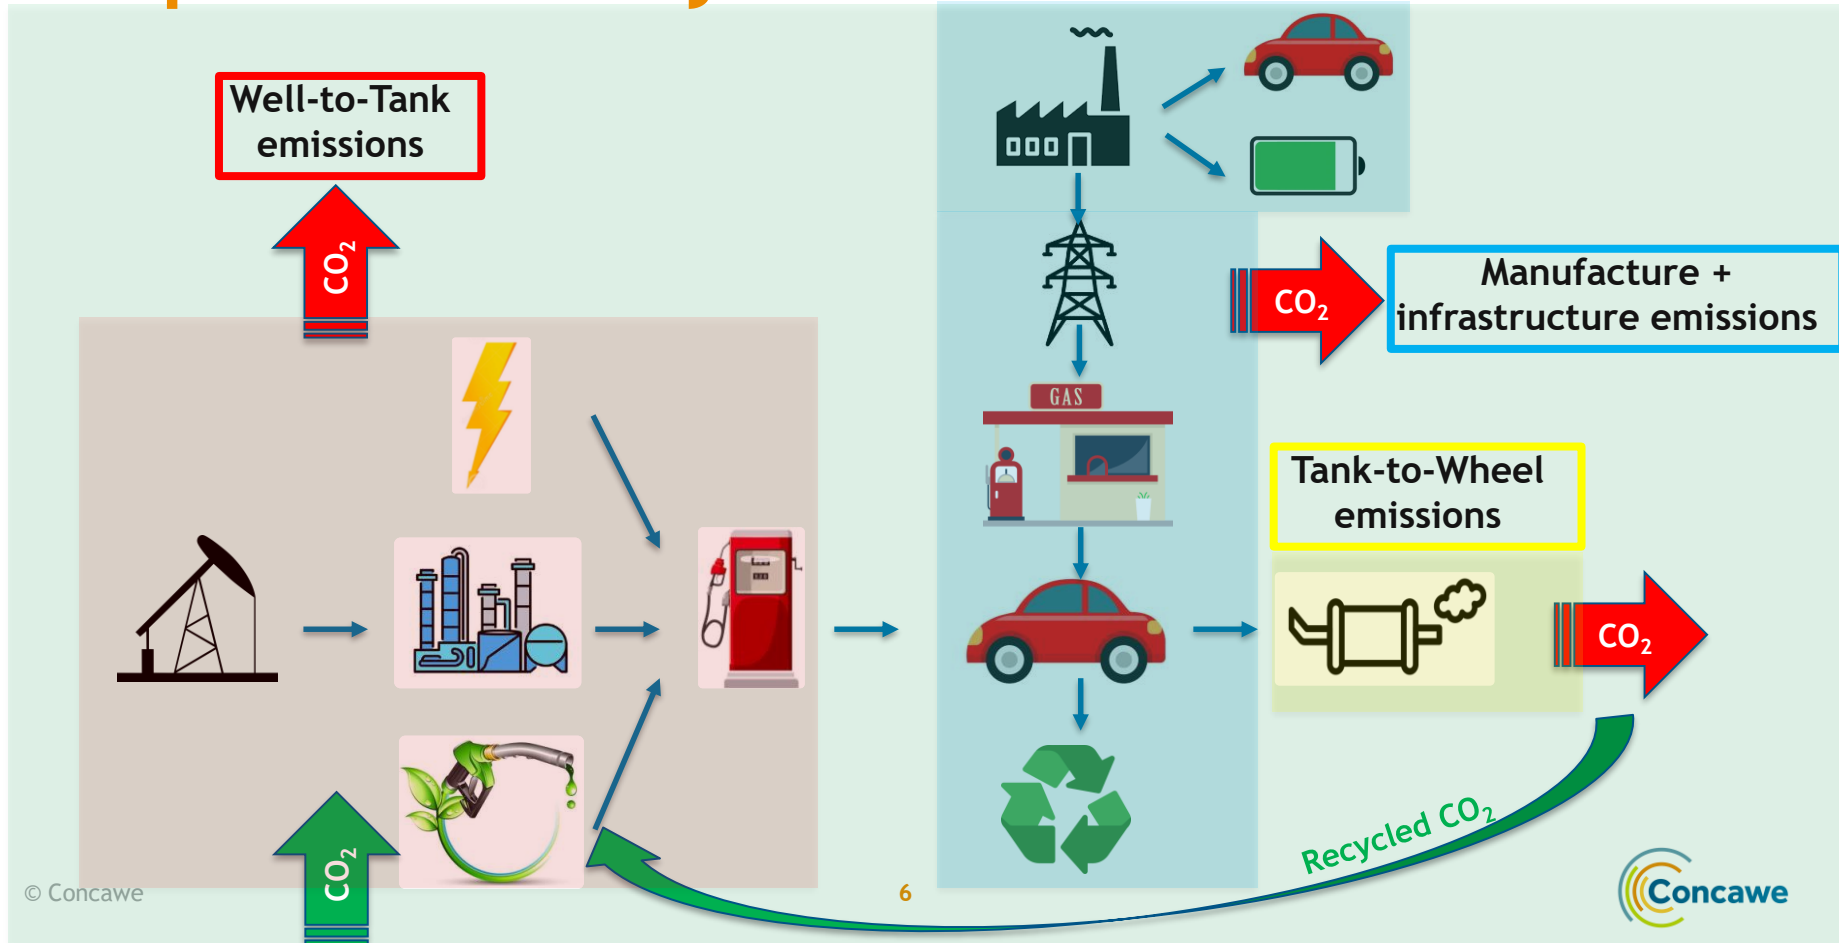 Well-to-Tank
emissions
CO₂
GAS
CO₂
Manufacture +
infrastructure emissions
Tank-to-Wheel
emissions
CO₂
CO₂
Recycled CO₂
© Concawe
6
Concawe